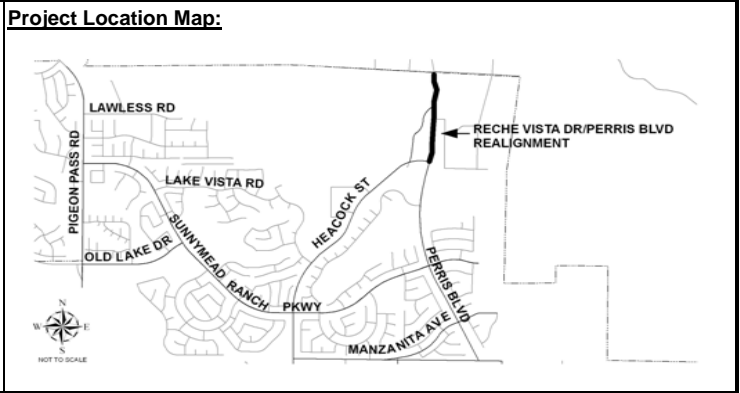 Project Location Map:
LAWLESS RD
RECHE VISTA DR/PERRIS BLVD
REALIGNMENT
PIGEON PASS RD
LAKE VISTA RD
HEACOCK ST
SUNNYMEAD RANCH PKWY
OLD LAKE DR
PERRIS BLVD
MANZANITA AVE
N
W E
S
NOT TO SCALE